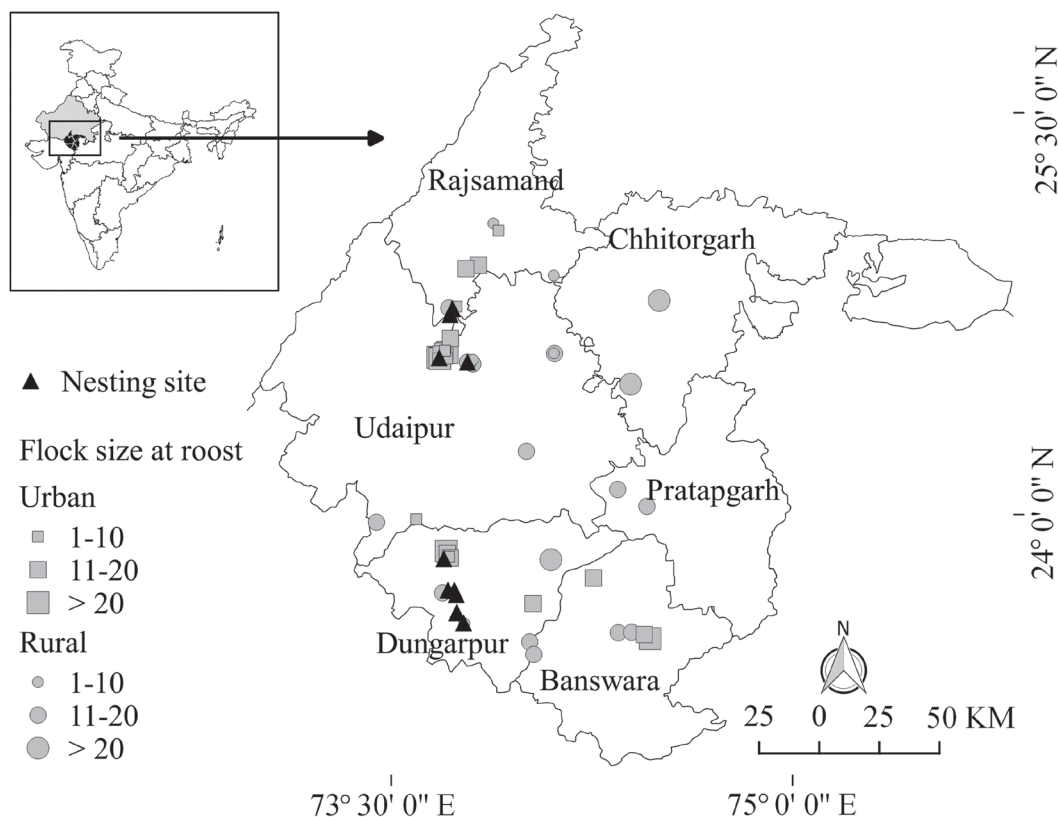 25° 30' 0" N
Rajsamand
Chhitorgarh
Nesting site
Udaipur
Flock size at roost
Urban
Pratapgarh
1-10
24° 0' 0" N
11-20
> 20
Rural
Dungarpur
N
1-10
Banswara
11-20
25 0 25 50 KM
> 20
73° 30' 0" E
75° 0' 0" E